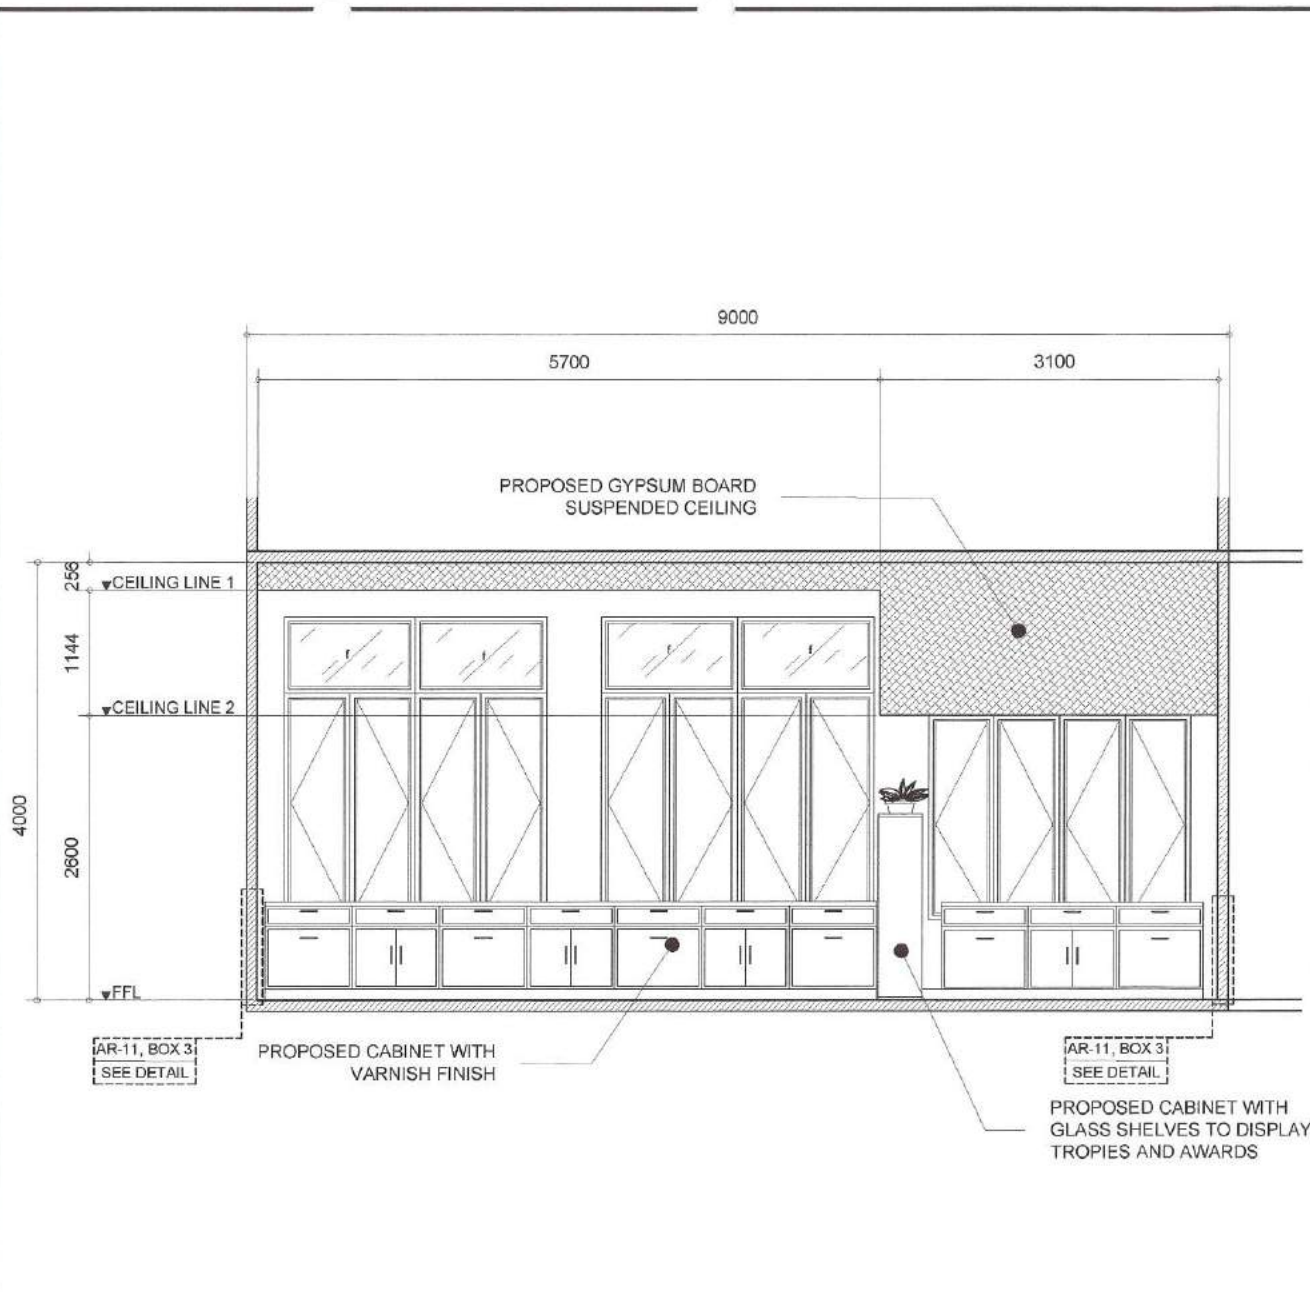 9000
5700
3100
PROPOSED GYPSUM BOARD
SUSPENDED CEILING
256
CEILING LINE 1
1144
f
f
f
f
CEILING LINE 2
4000
2600
FFL
AR-11, BOX 3
SEE DETAIL
PROPOSED CABINET WITH
VARNISH FINISH
AR-11, BOX 3
SEE DETAIL
PROPOSED CABINET WITH
GLASS SHELVES TO DISPLAY
TROPIES AND AWARDS